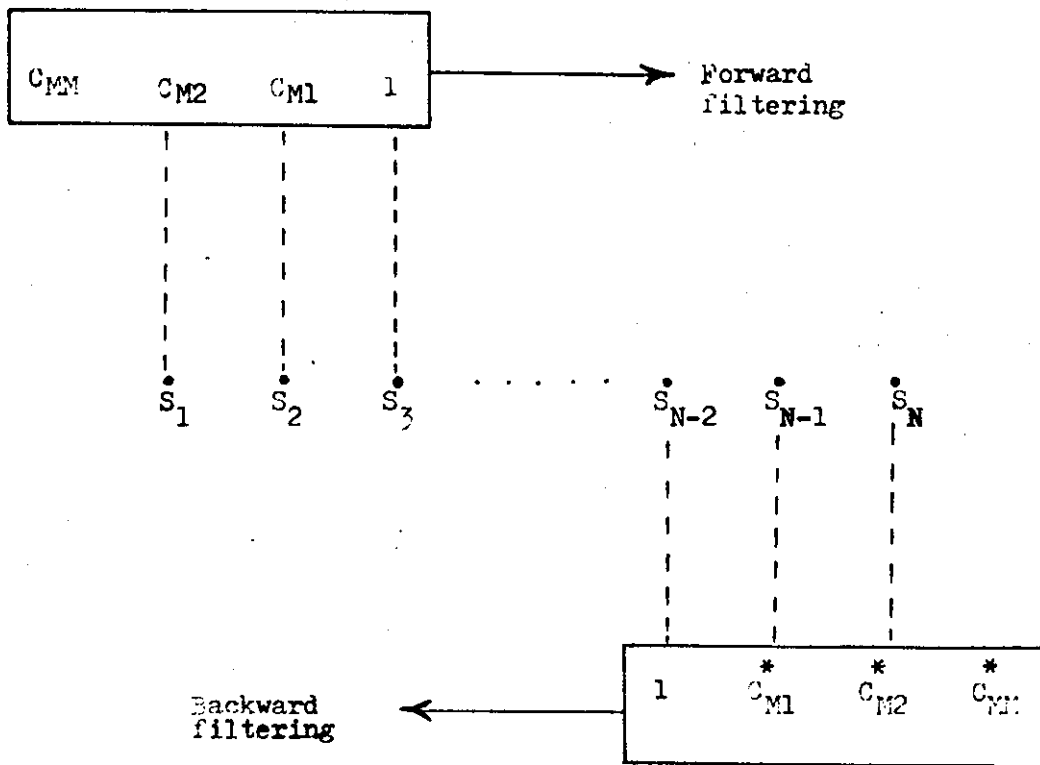 C_MM C_M2 C_M1 1
Forward
filtering
S_1 S_2 S_3 . . . . . . S_N-2 S_N-1 S_N
1 C*_M1 C*_M2 C*_MM
Backward
filtering